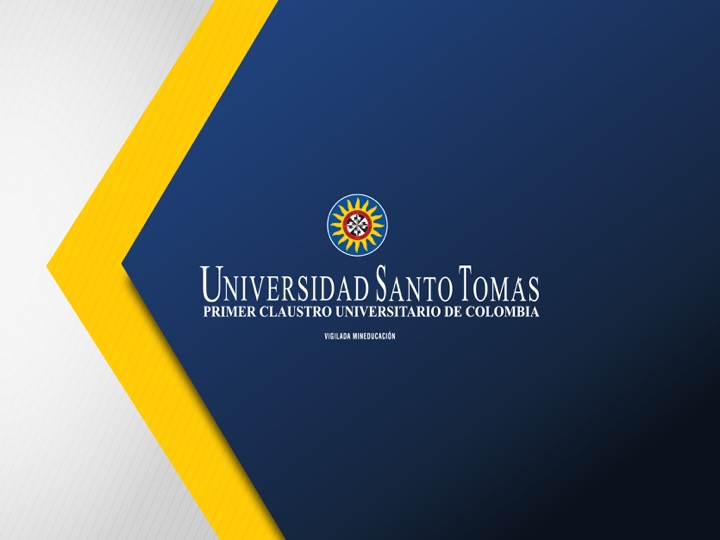 UNIVERSIDAD SANTO TOMÁS
PRIMER CLAUSTRO UNIVERSITARIO DE COLOMBIA
VIGILADA MINEDUCACIÓN